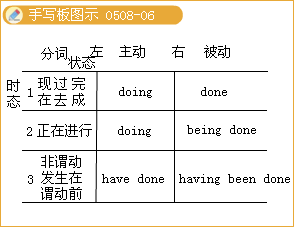 手写板图示 0508-06
分词 左 主动 右 被动
状态
时态
1 现过完 doing done
在去成
2 正在进行 doing being done
非谓动
3 发生在 have done having been done
谓动前